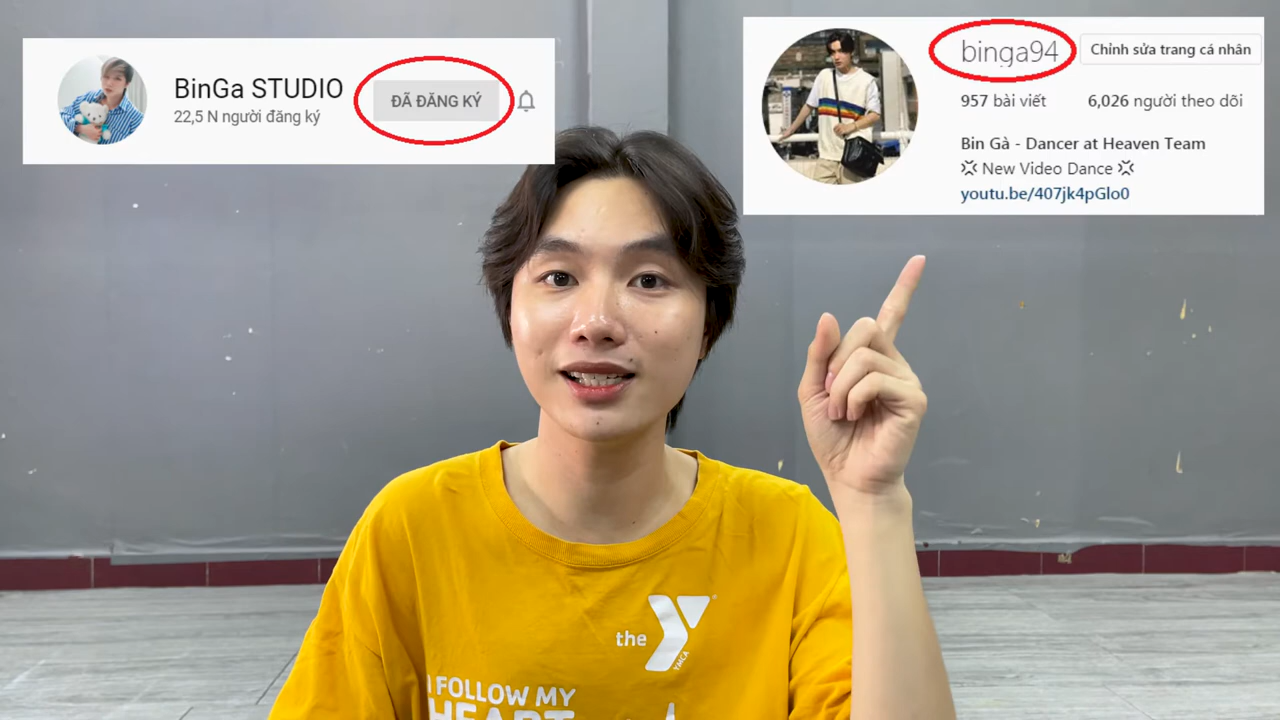 BinGa STUDIO
22,5 N người đăng ký
ĐÃ ĐĂNG KÝ
binga94
Chỉnh sửa trang cá nhân
957 bài viết
6,026 người theo dõi
Bin Gà - Dancer at Heaven Team
💢 New Video Dance 💢
youtu.be/407jk4pGlo0
the
YMCA
I FOLLOW MY
HEART